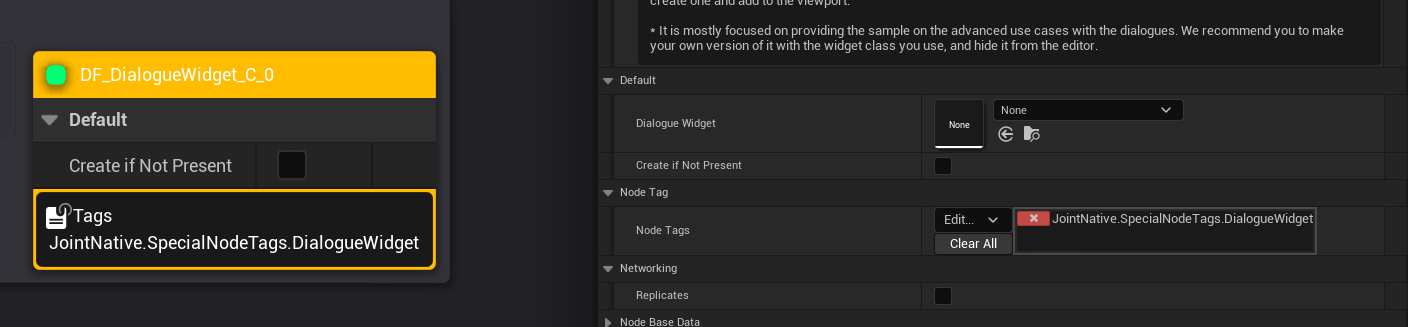 DF_DialogueWidget_C_0
Default
Create if Not Present
Tags
JointNative.SpecialNodeTags.DialogueWidget
create one and add to the viewport.
* It is mostly focused on providing the sample on the advanced use cases with the dialogues. We recommend you to make
your own version of it with the widget class you use, and hide it from the editor.
Default
Dialogue Widget
None
None
Create if Not Present
Node Tag
Node Tags
Edit...
JointNative.SpecialNodeTags.DialogueWidget
Clear All
Networking
Replicates
Node Base Data